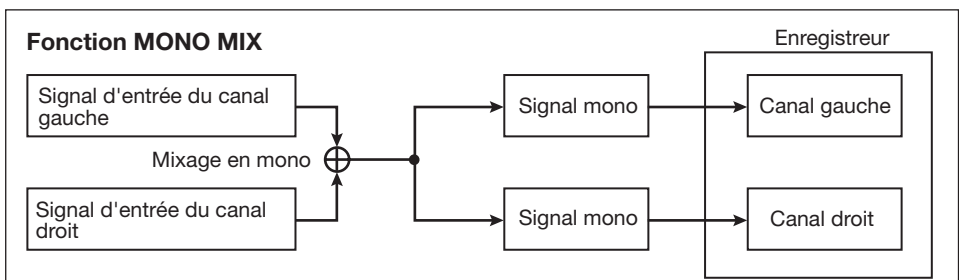 Fonction MONO MIX
Enregistreur
Signal d'entrée du canal
gauche
Signal mono
Canal gauche
Mixage en mono
Signal d'entrée du canal
droit
Signal mono
Canal droit